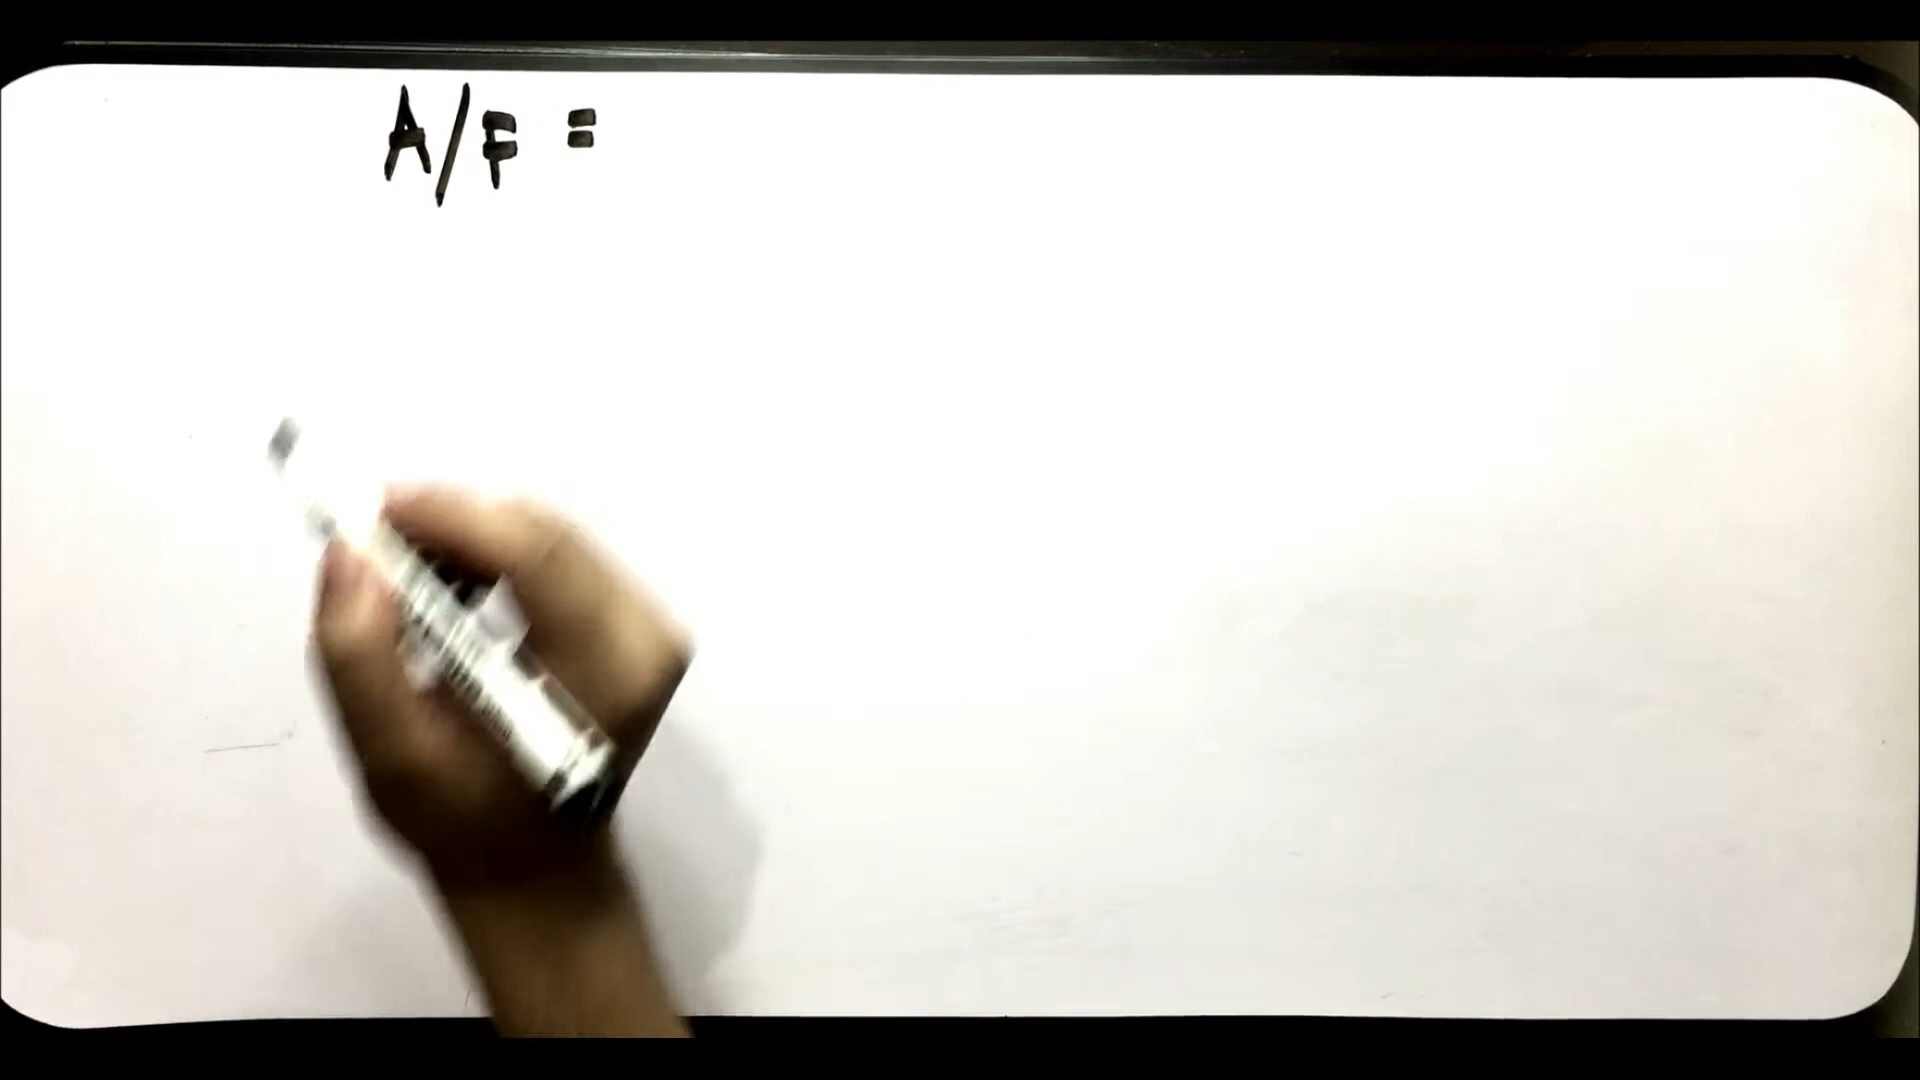 A/F =